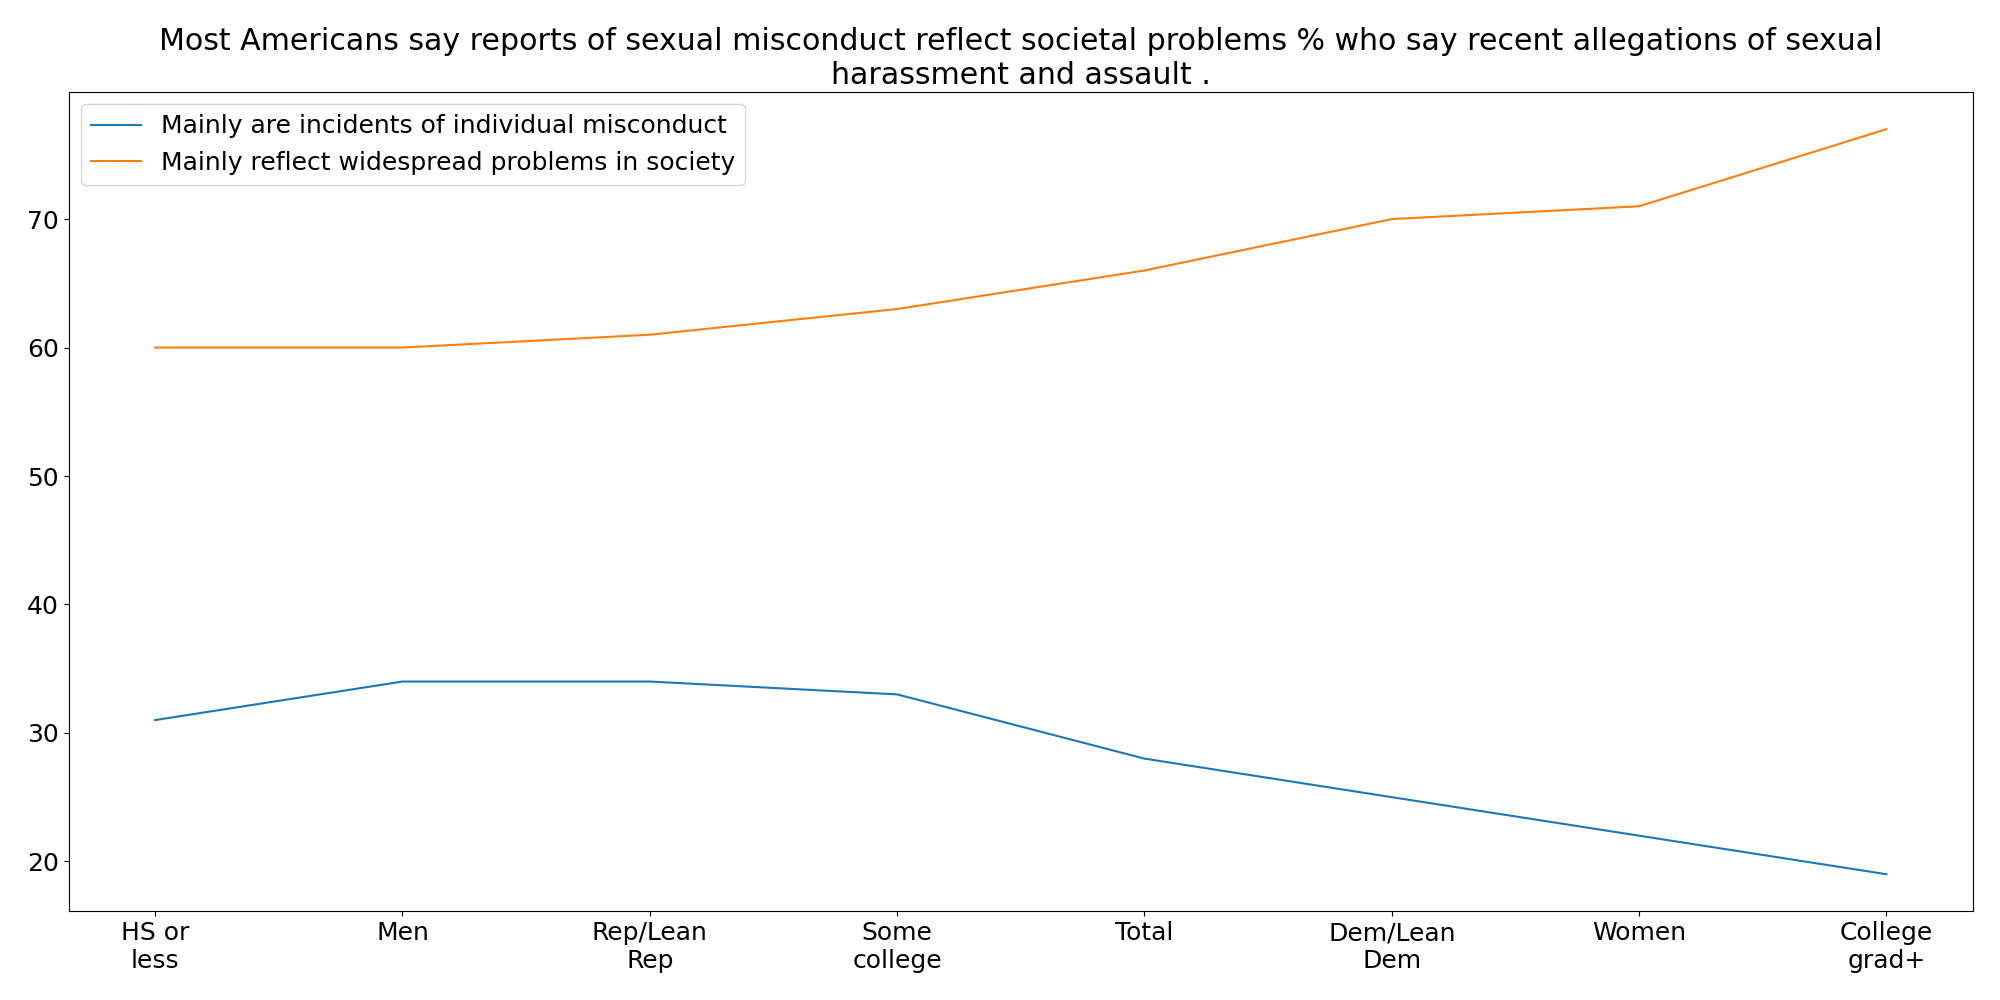 Most Americans say reports of sexual misconduct reflect societal problems % who say recent allegations of sexual
harassment and assault .
Mainly are incidents of individual misconduct
Mainly reflect widespread problems in society
70
60
50
40
30
20
HS or
less
Men
Rep/Lean
Rep
Some
college
Total
Dem/Lean
Dem
Women
College
grad+